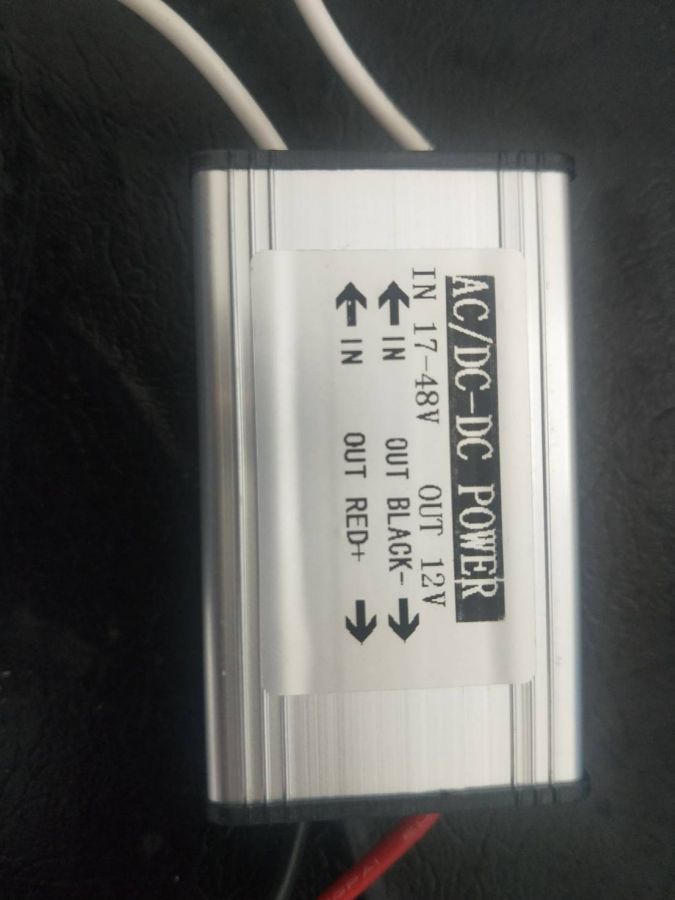 AC/DC-DC POWER
IN 17-48V OUT 12V
IN OUT BLACK-
IN OUT RED+